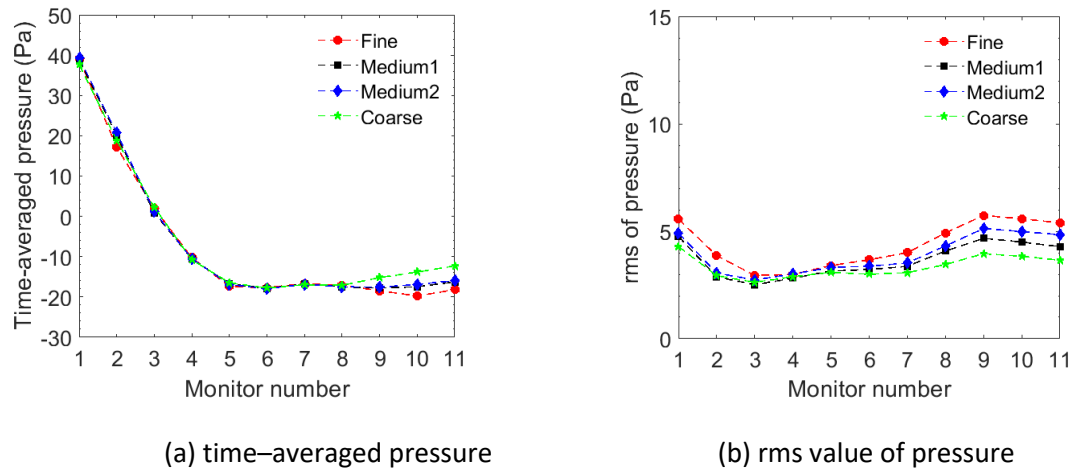 50
40
30
20
10
0
-10
-20
-30
Time-averaged pressure (Pa)
1 2 3 4 5 6 7 8 9 10 11
Monitor number
Fine
Medium1
Medium2
Coarse
(a) time–averaged pressure
15
10
5
0
rms of pressure (Pa)
1 2 3 4 5 6 7 8 9 10 11
Monitor number
Fine
Medium1
Medium2
Coarse
(b) rms value of pressure